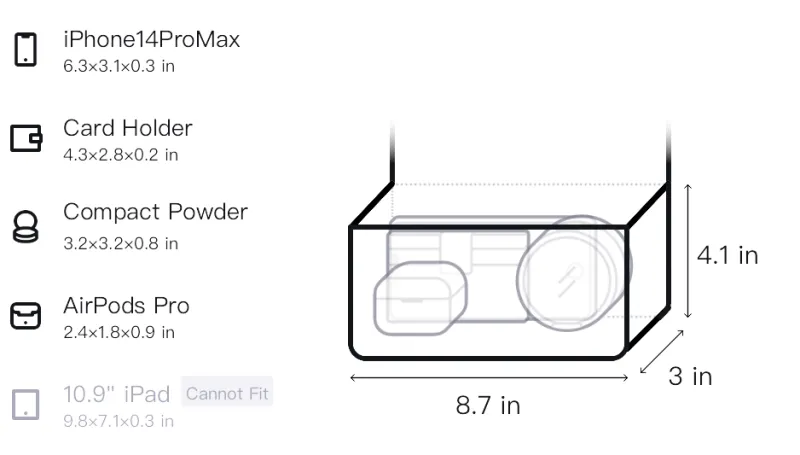 iPhone14ProMax
6.3×3.1×0.3 in
Card Holder
4.3×2.8×0.2 in
Compact Powder
3.2×3.2×0.8 in
AirPods Pro
2.4×1.8×0.9 in
10.9" iPad Cannot Fit
9.8×7.1×0.3 in
4.1 in
3 in
8.7 in